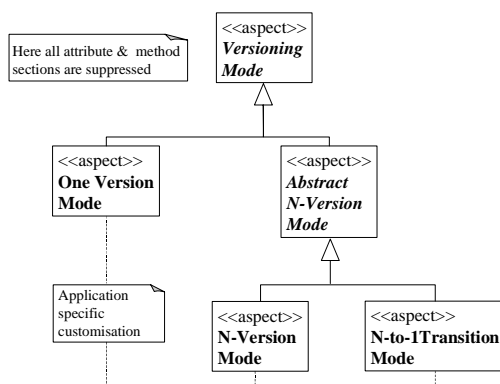 <<aspect>>
Versioning
Mode
Here all attribute & method
sections are suppressed
<<aspect>>
One Version
Mode
<<aspect>>
Abstract
N-Version
Mode
Application
specific
customisation
<<aspect>>
N-Version
Mode
<<aspect>>
N-to-1Transition
Mode